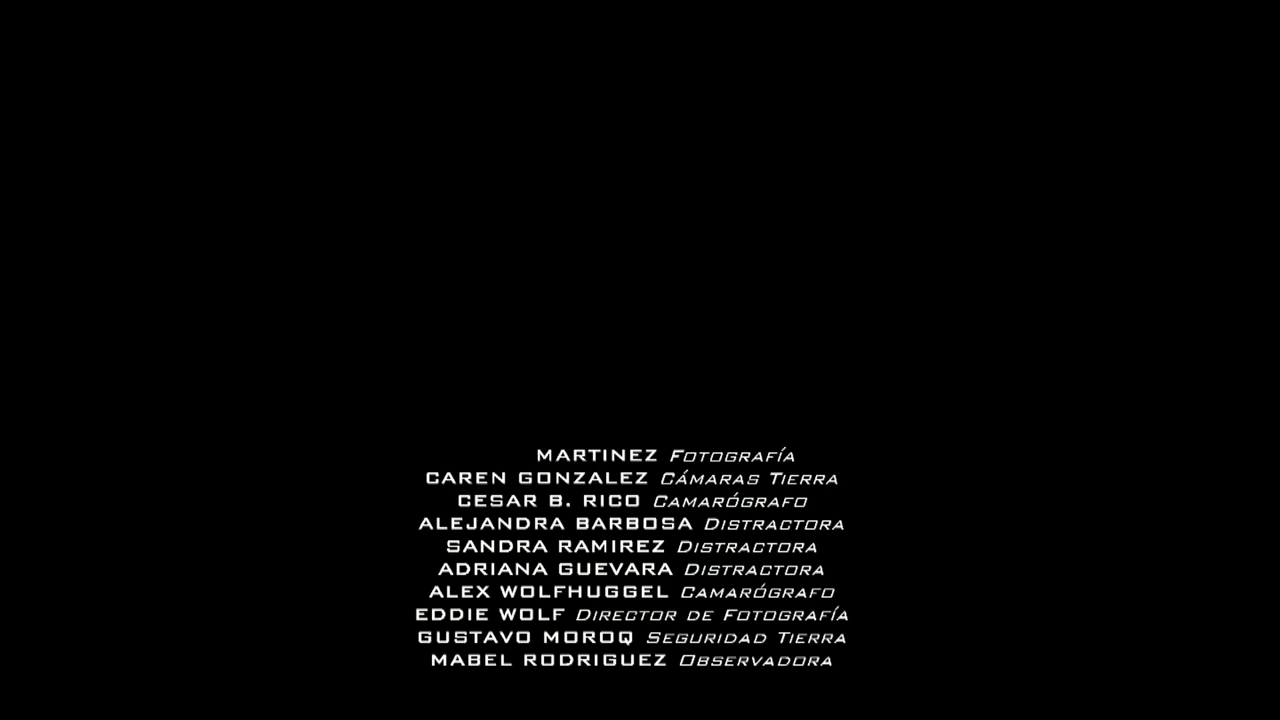 MARTINEZ Fotografía
CAREN GONZALEZ Cámaras Tierra
CESAR B. RICO Camarógrafo
ALEJANDRA BARBOSA Distractora
SANDRA RAMIREZ Distractora
ADRIANA GUEVARA Distractora
ALEX WOLFHUGGEL Camarógrafo
EDDIE WOLF Director de Fotografía
GUSTAVO MOROQ Seguridad Tierra
MABEL RODRIGUEZ Observadora